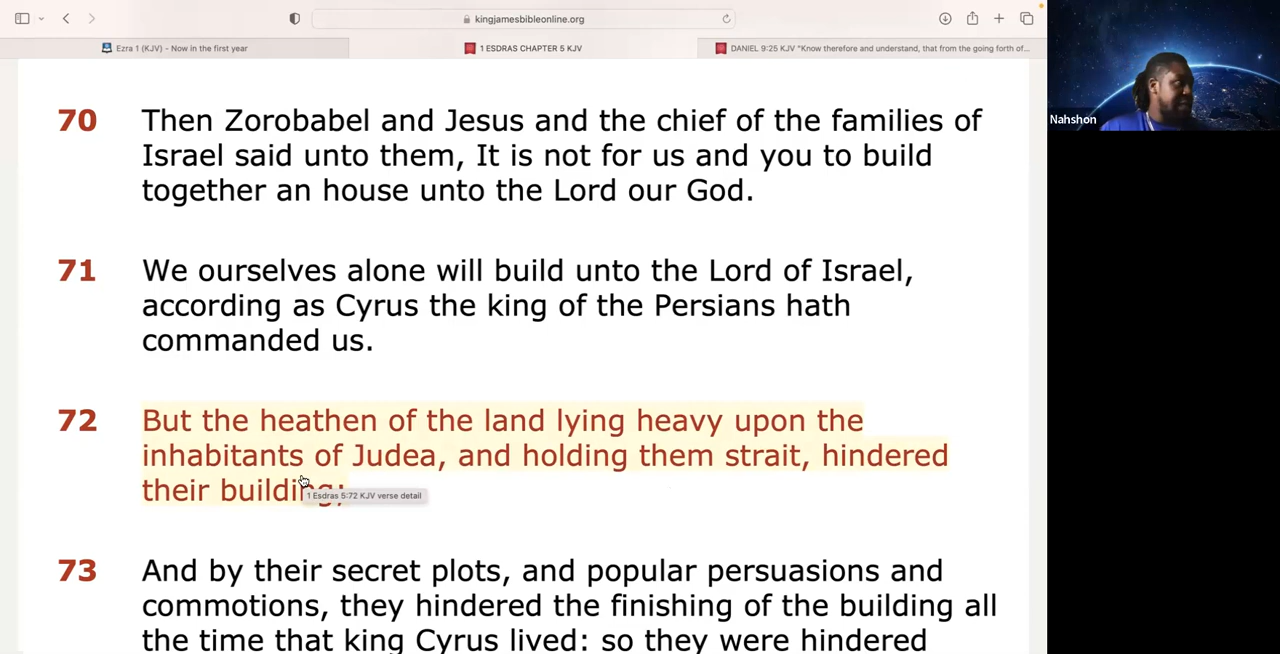 kingjamesbibleonline.org
Ezra 1 (KJV) - Now in the first year
1 ESDRAS CHAPTER 5 KJV
DANIEL 9:25 KJV "Know therefore and understand, that from the going forth of...
Nahshon
70 Then Zorobabel and Jesus and the chief of the families of
Israel said unto them, It is not for us and you to build
together an house unto the Lord our God.
71 We ourselves alone will build unto the Lord of Israel,
according as Cyrus the king of the Persians hath
commanded us.
72 But the heathen of the land lying heavy upon the
inhabitants of Judea, and holding them strait, hindered
their building;
1 Esdras 5:72 KJV verse detail
73 And by their secret plots, and popular persuasions and
commotions, they hindered the finishing of the building all
the time that king Cyrus lived: so they were hindered